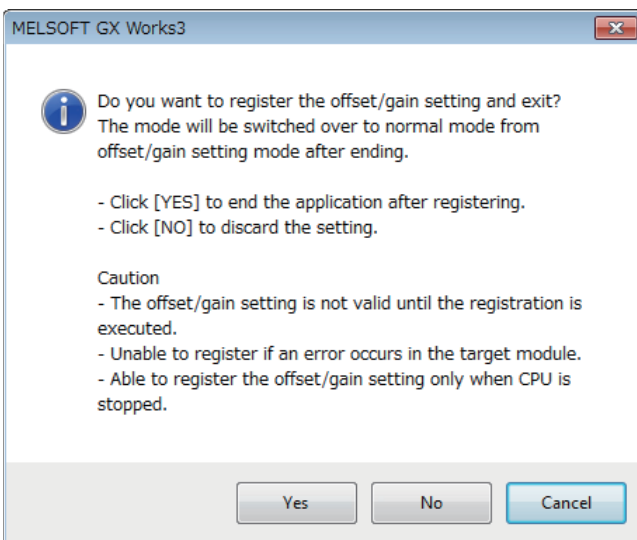 MELSOFT GX Works3
Do you want to register the offset/gain setting and exit?
The mode will be switched over to normal mode from
offset/gain setting mode after ending.
- Click [YES] to end the application after registering.
- Click [NO] to discard the setting.
Caution
- The offset/gain setting is not valid until the registration is
executed.
- Unable to register if an error occurs in the target module.
- Able to register the offset/gain setting only when CPU is
stopped.
Yes No Cancel